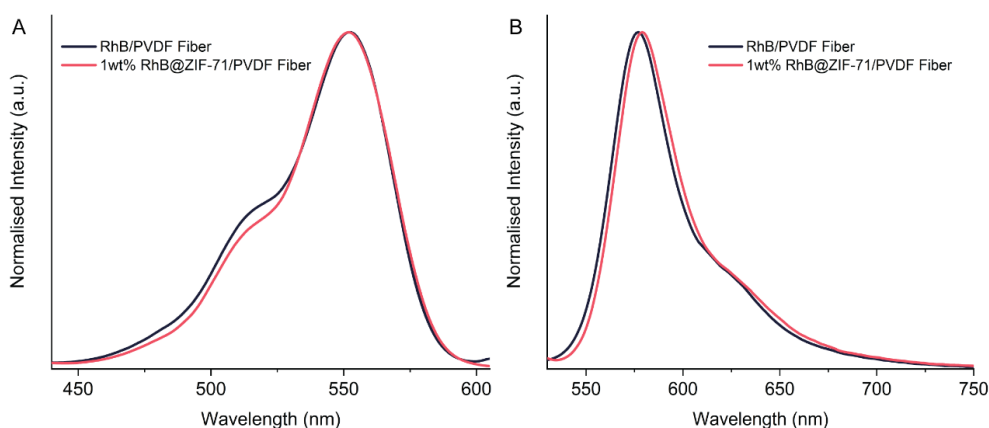 A
RhB/PVDF Fiber
1wt% RhB@ZIF-71/PVDF Fiber
Normalised Intensity (a.u.)
450 500 550 600
Wavelength (nm)
B
RhB/PVDF Fiber
1wt% RhB@ZIF-71/PVDF Fiber
Normalised Intensity (a.u.)
550 600 650 700 750
Wavelength (nm)